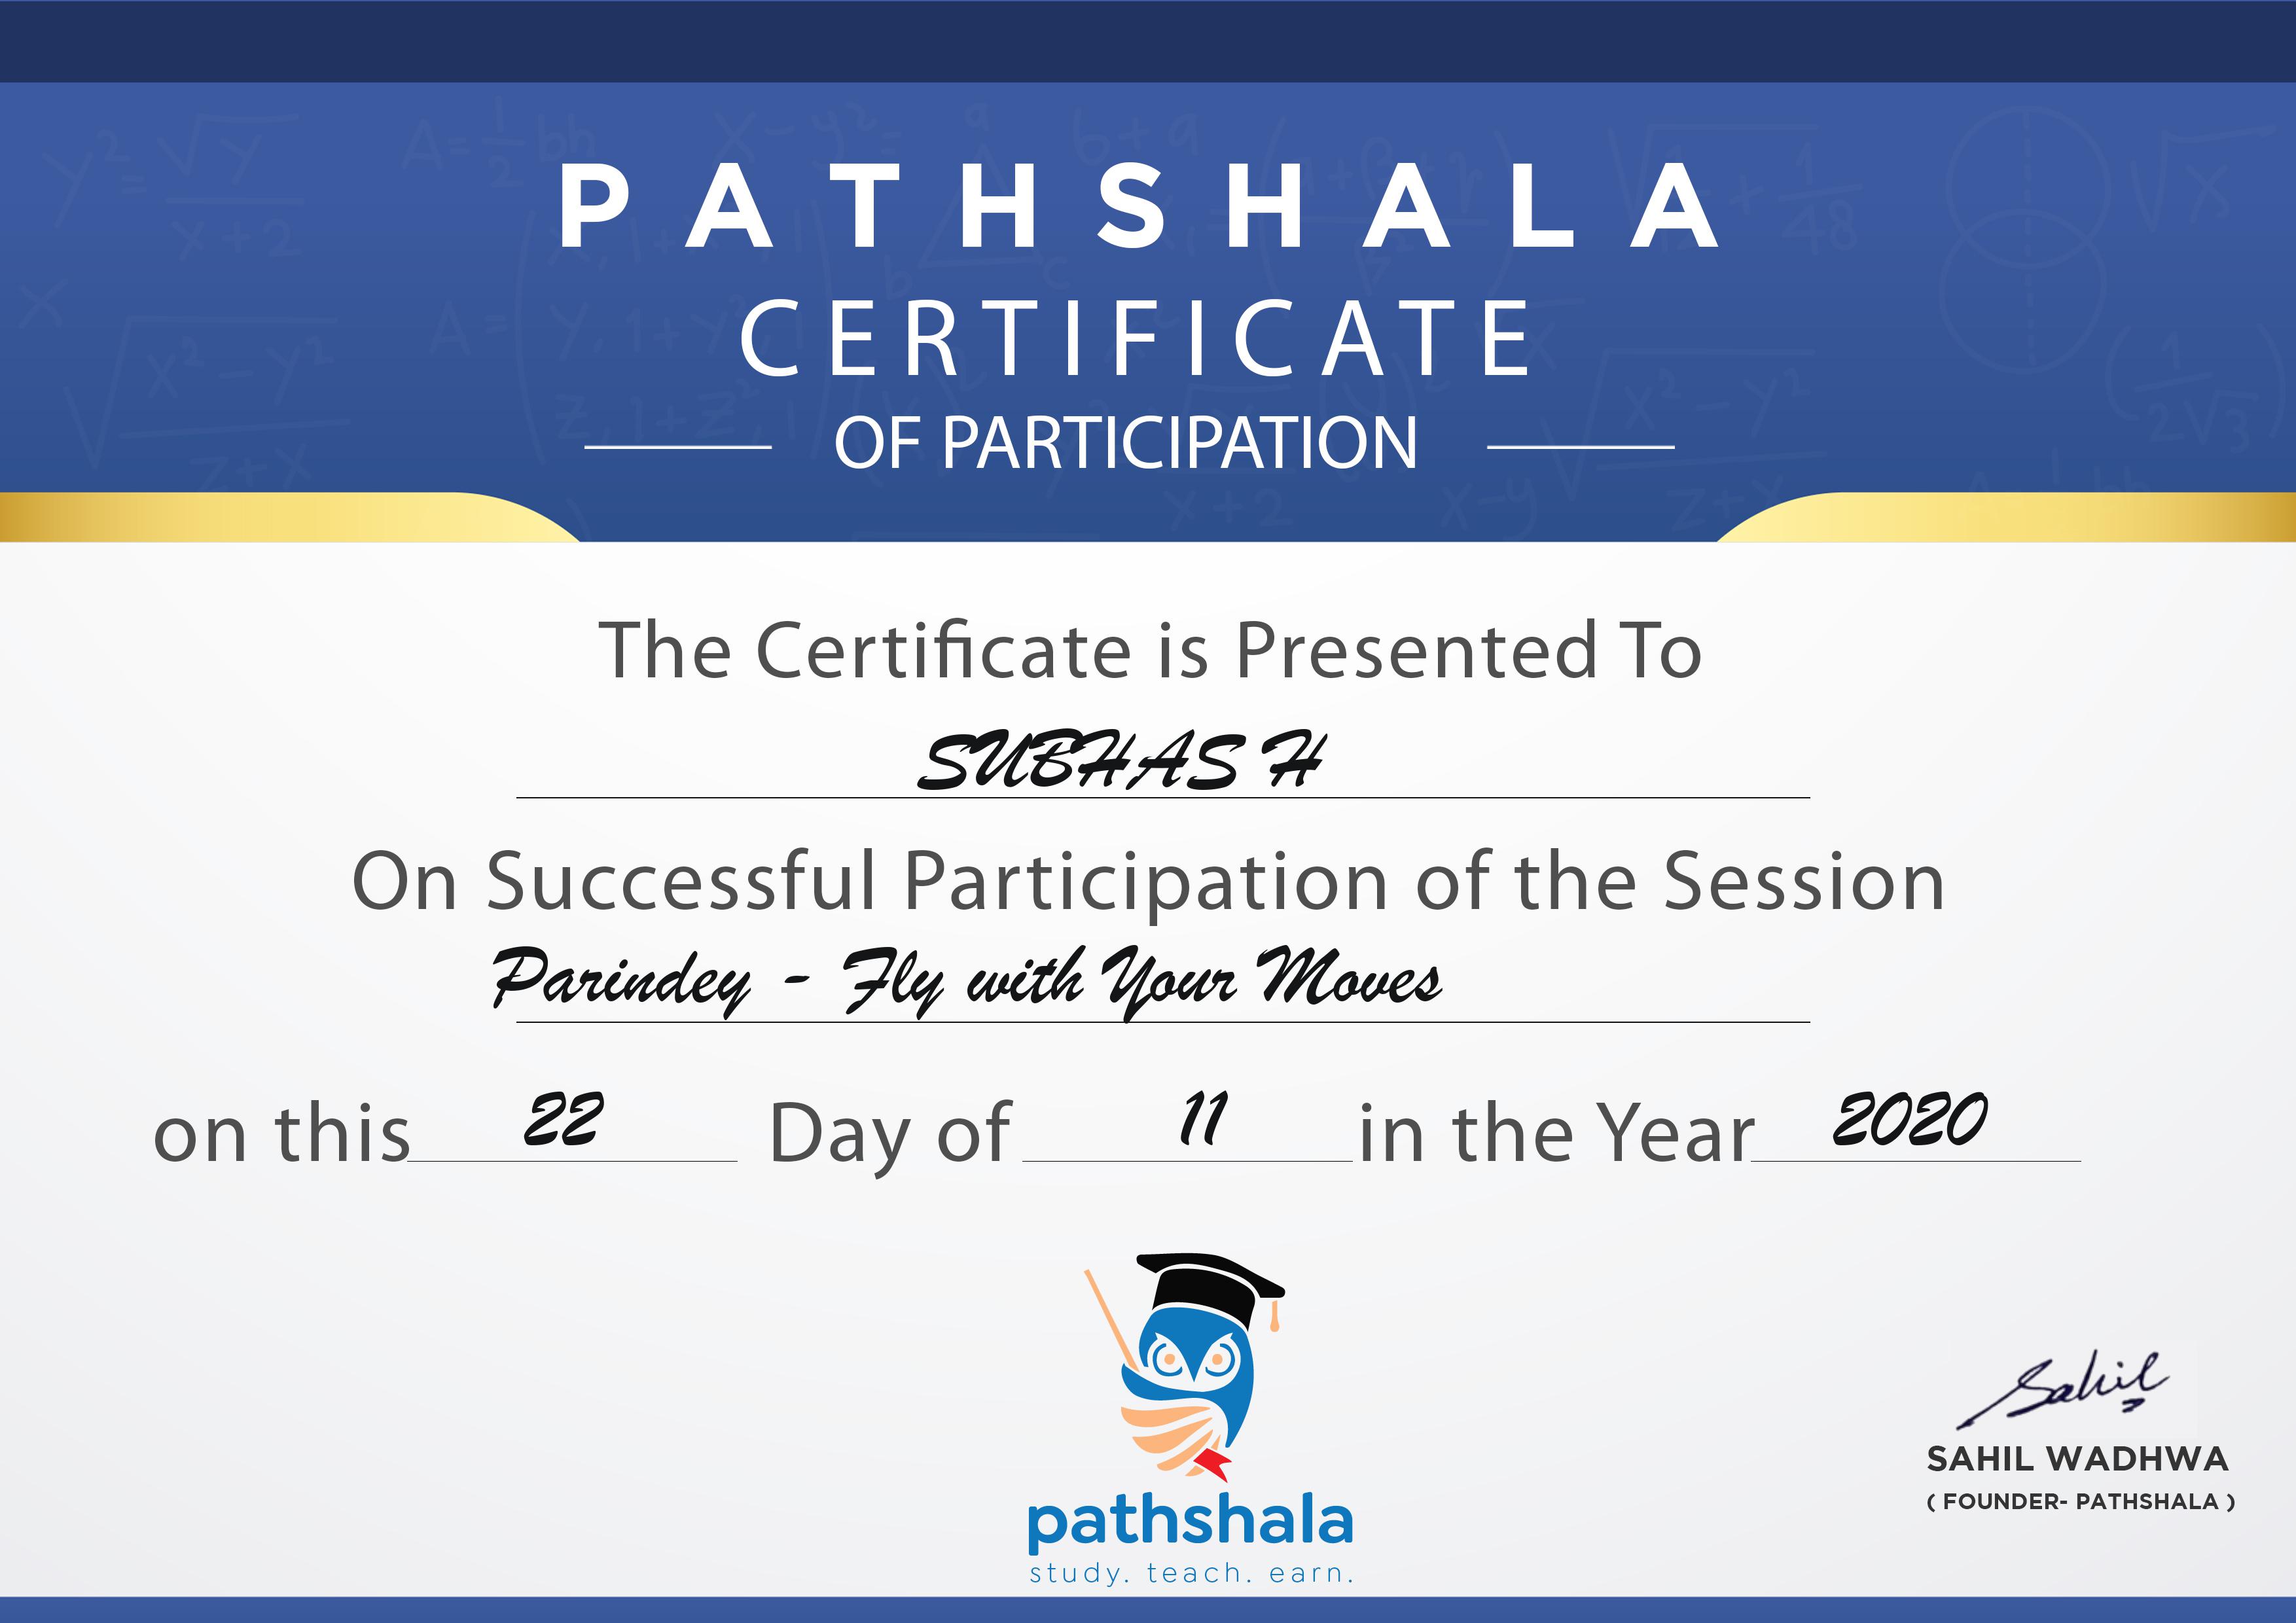 PATHSHALA
CERTIFICATE
OF PARTICIPATION
The Certificate is Presented To
SUBHAS H
On Successful Participation of the Session
Parindey - Fly with Your Moves
on this 22 Day of 11 in the Year 2020
Sahil
SAHIL WADHWA
( FOUNDER- PATHSHALA )
pathshala
study. teach. earn.